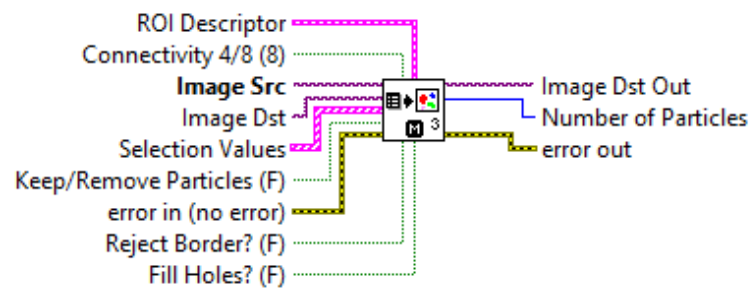 ROI Descriptor
Connectivity 4/8 (8)
Image Src
Image Dst
Selection Values
Keep/Remove Particles (F)
error in (no error)
Reject Border? (F)
Fill Holes? (F)
M 3
Image Dst Out
Number of Particles
error out